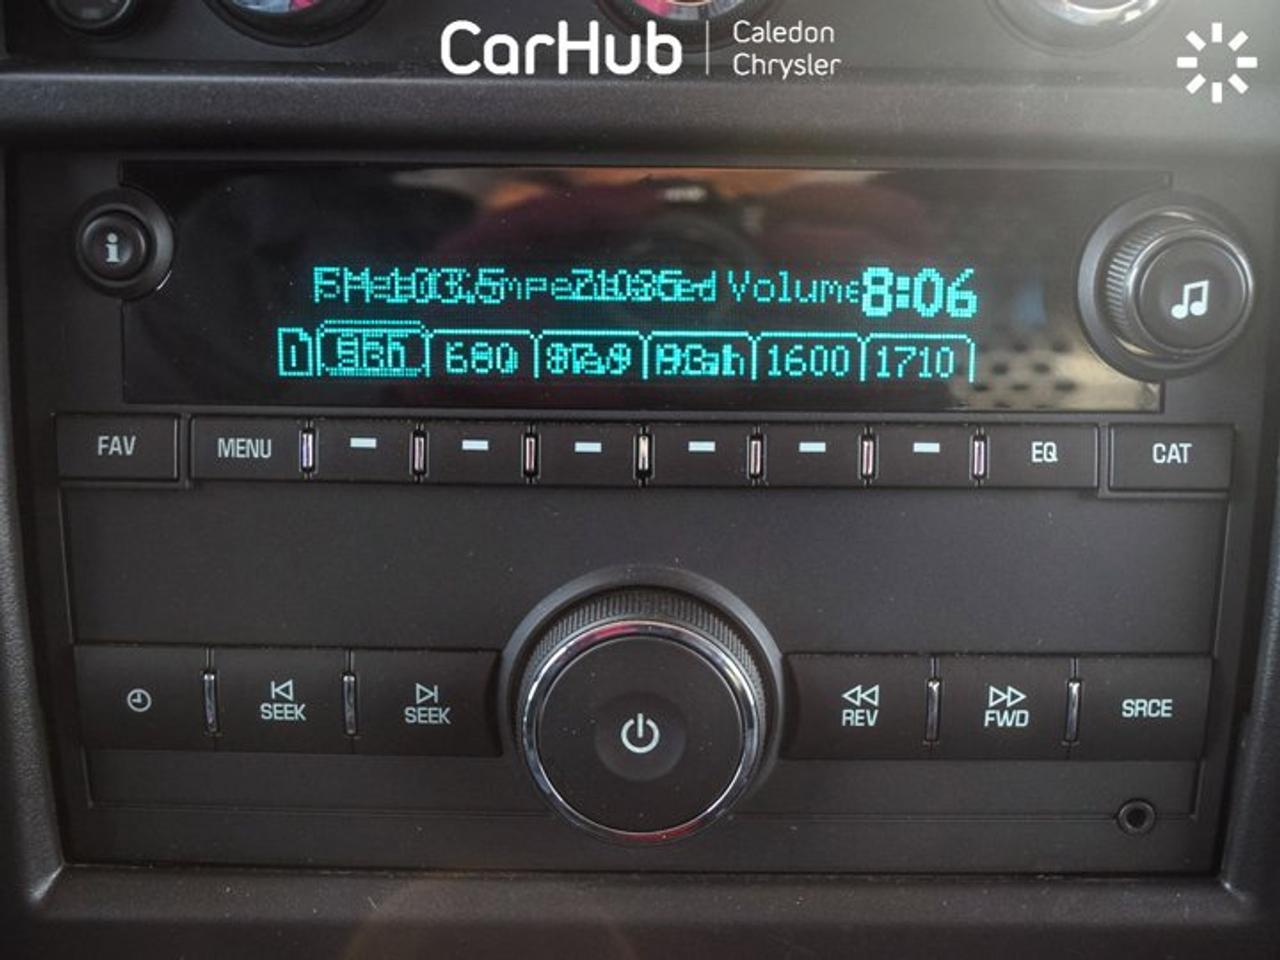 CarHub
Caledon
Chrysler
i
Volume 8:06
680 1600 1710
FAV MENU EQ CAT
SEEK SEEK REV FWD SRCE